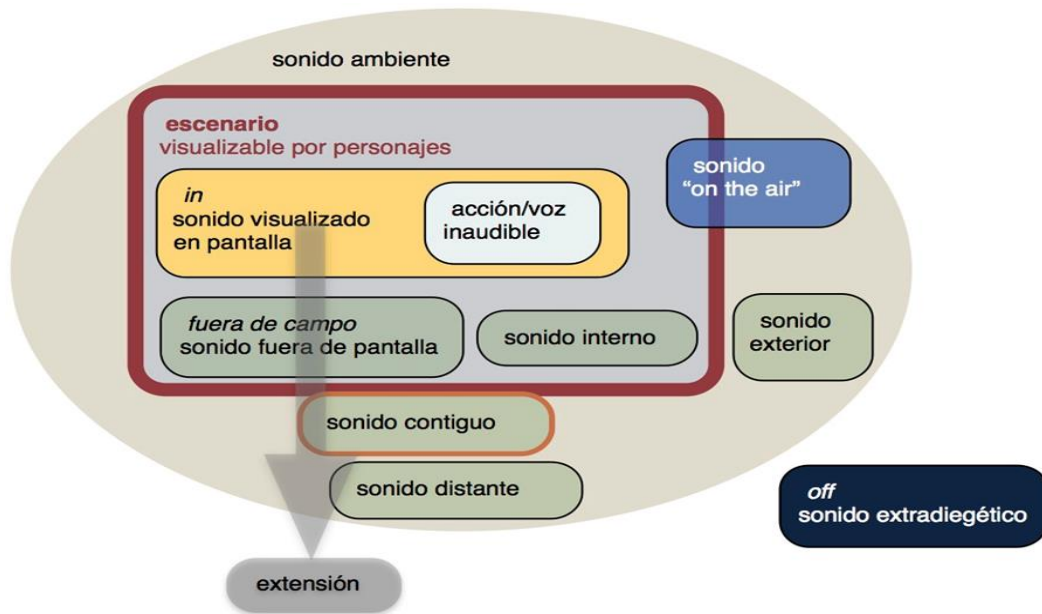 sonido ambiente
escenario
visualizable por personajes
in
sonido visualizado
en pantalla
acción/voz
inaudible
sonido
“on the air”
fuera de campo
sonido fuera de pantalla
sonido interno
sonido
exterior
sonido contiguo
sonido distante
off
sonido extradiegético
extensión